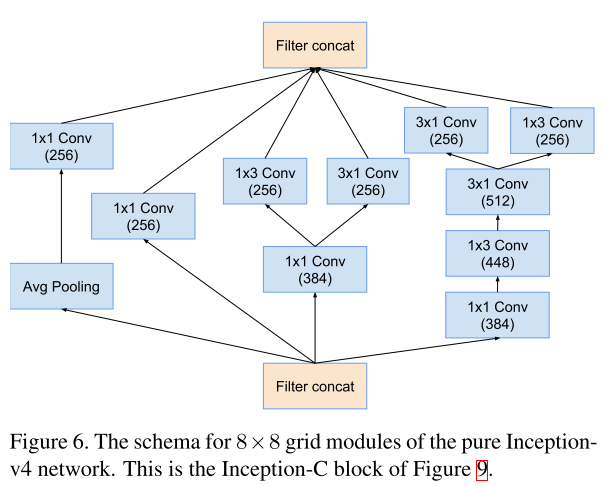 Filter concat
1x1 Conv
(256)
1x1 Conv
(256)
1x3 Conv
(256)
3x1 Conv
(256)
3x1 Conv
(256)
1x3 Conv
(256)
3x1 Conv
(512)
1x3 Conv
(448)
1x1 Conv
(384)
1x1 Conv
(384)
Avg Pooling
Filter concat
Figure 6. The schema for 8×8 grid modules of the pure Inception-
v4 network. This is the Inception-C block of Figure 9.